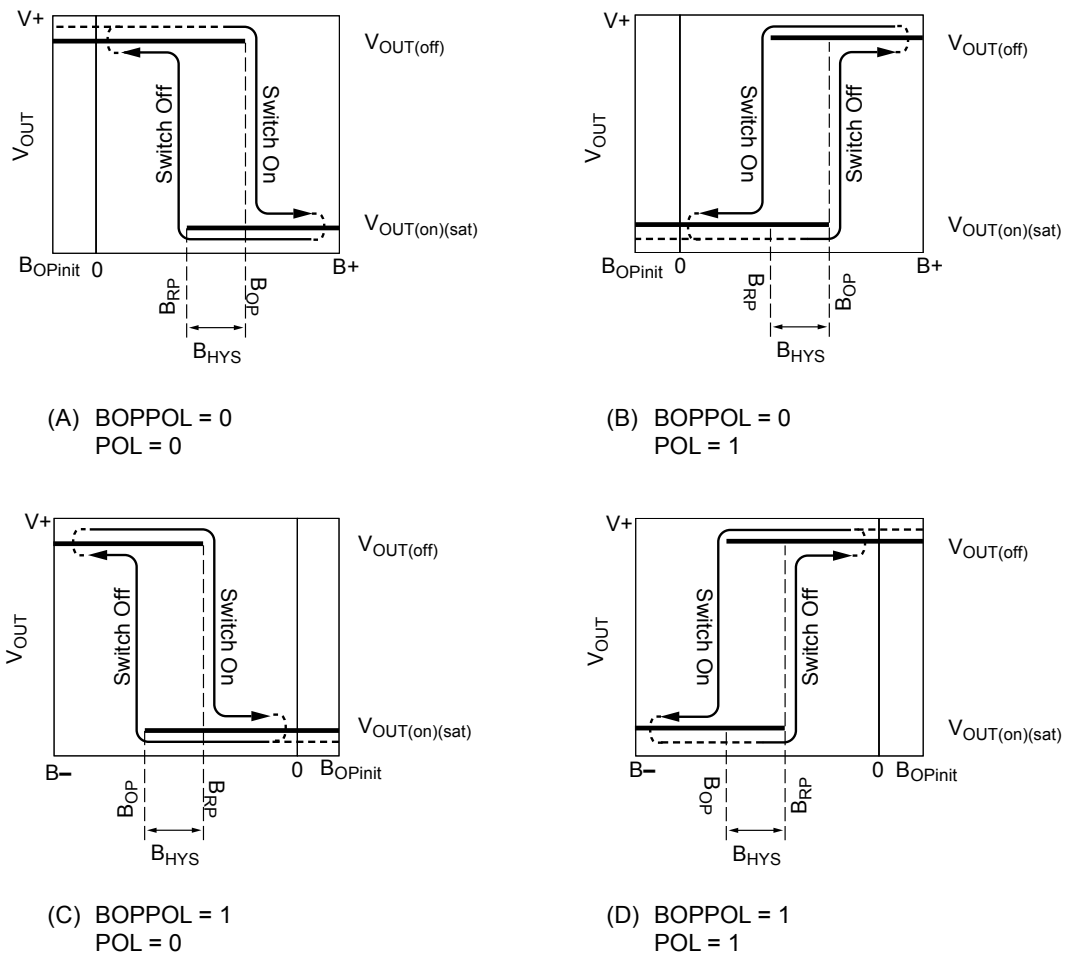 V+
VOUT(off)
Switch Off
Switch On
VOUT
VOUT(on)(sat)
BOPinit
0
B+
BRP
BOP
BHYS
(A) BOPPOL = 0
POL = 0
V+
VOUT(off)
Switch On
Switch Off
VOUT
VOUT(on)(sat)
BOPinit
0
B+
BRP
BOP
BHYS
(B) BOPPOL = 0
POL = 1
V+
VOUT(off)
Switch Off
Switch On
VOUT
VOUT(on)(sat)
B−
0
BOPinit
BOP
BRP
BHYS
(C) BOPPOL = 1
POL = 0
V+
VOUT(off)
Switch On
Switch Off
VOUT
VOUT(on)(sat)
B−
0
BOPinit
BOP
BRP
BHYS
(D) BOPPOL = 1
POL = 1